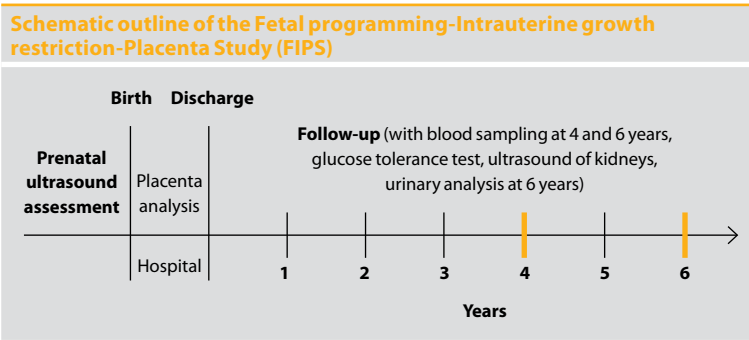 Schematic outline of the Fetal programming-Intrauterine growth
restriction-Placenta Study (FIPS)
Birth Discharge
Follow-up (with blood sampling at 4 and 6 years,
glucose tolerance test, ultrasound of kidneys,
urinary analysis at 6 years)
Prenatal
ultrasound
assessment
Placenta
analysis
Hospital
1 2 3 4 5 6
Years